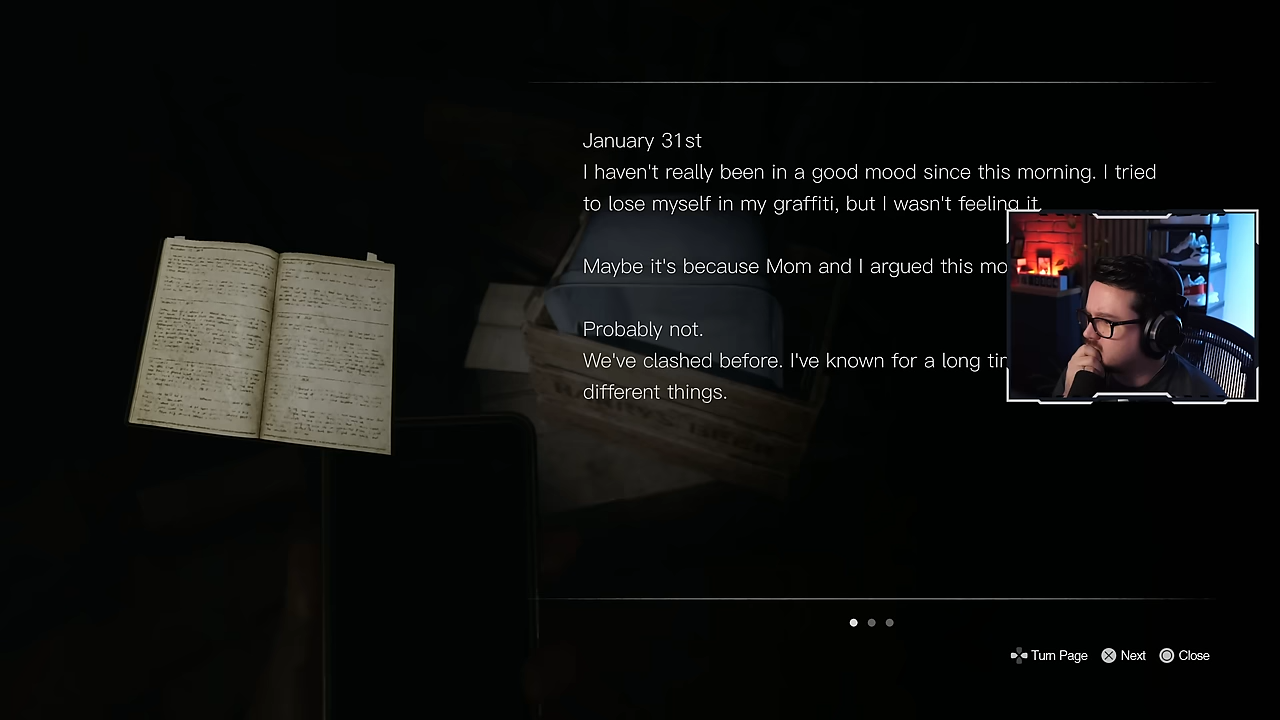 January 31st
I haven't really been in a good mood since this morning. I tried
to lose myself in my graffiti, but I wasn't feeling it.
Maybe it's because Mom and I argued this mo
Probably not.
We've clashed before. I've known for a long
different things.
Turn Page Next Close